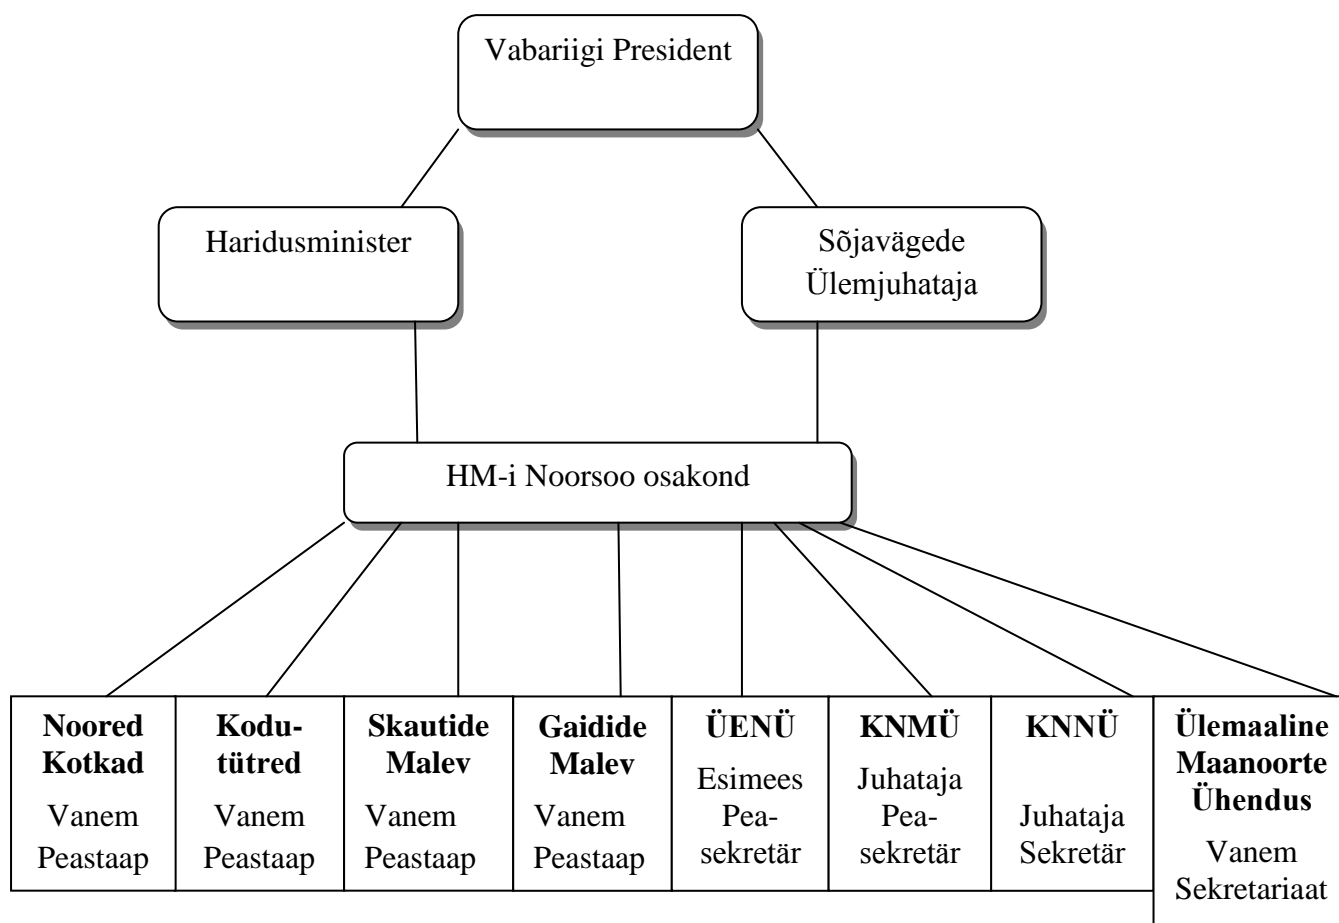 Vabariigi President
Haridusminister
Sõjavägede
Ülemjuhataja
HM-i Noorsoo osakond
Noored
Kotkad
Vanem
Peastaap
Kodu-
tütred
Vanem
Peastaap
Skautide
Malev
Vanem
Peastaap
Gaidide
Malev
Vanem
Peastaap
ÜENÜ
Esimees
Pea-
sekretär
KNMÜ
Juhataja
Pea-
sekretär
KNNÜ
Juhataja
Sekretär
Ülemaaline
Maanoorte
Ühendus
Vanem
Sekretariaat